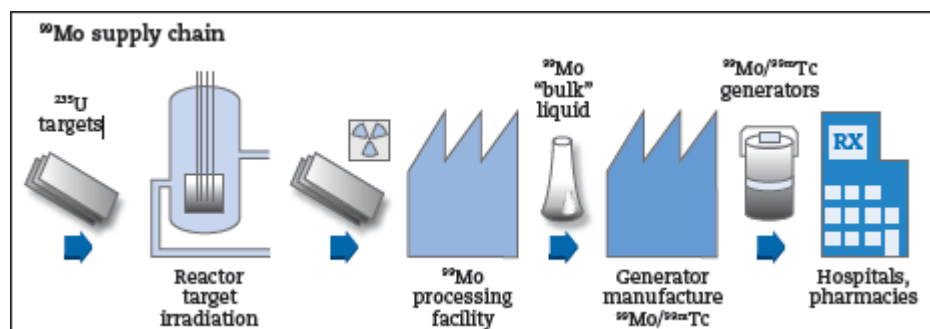 ⁹⁹Mo supply chain
²³⁵U
targets
⁹⁹Mo
"bulk"
liquid
⁹⁹Mo/⁹⁹ᵐTc
generators
RX
Reactor
target
irradiation
⁹⁹Mo
processing
facility
Generator
manufacture
⁹⁹Mo/⁹⁹ᵐTc
Hospitals,
pharmacies